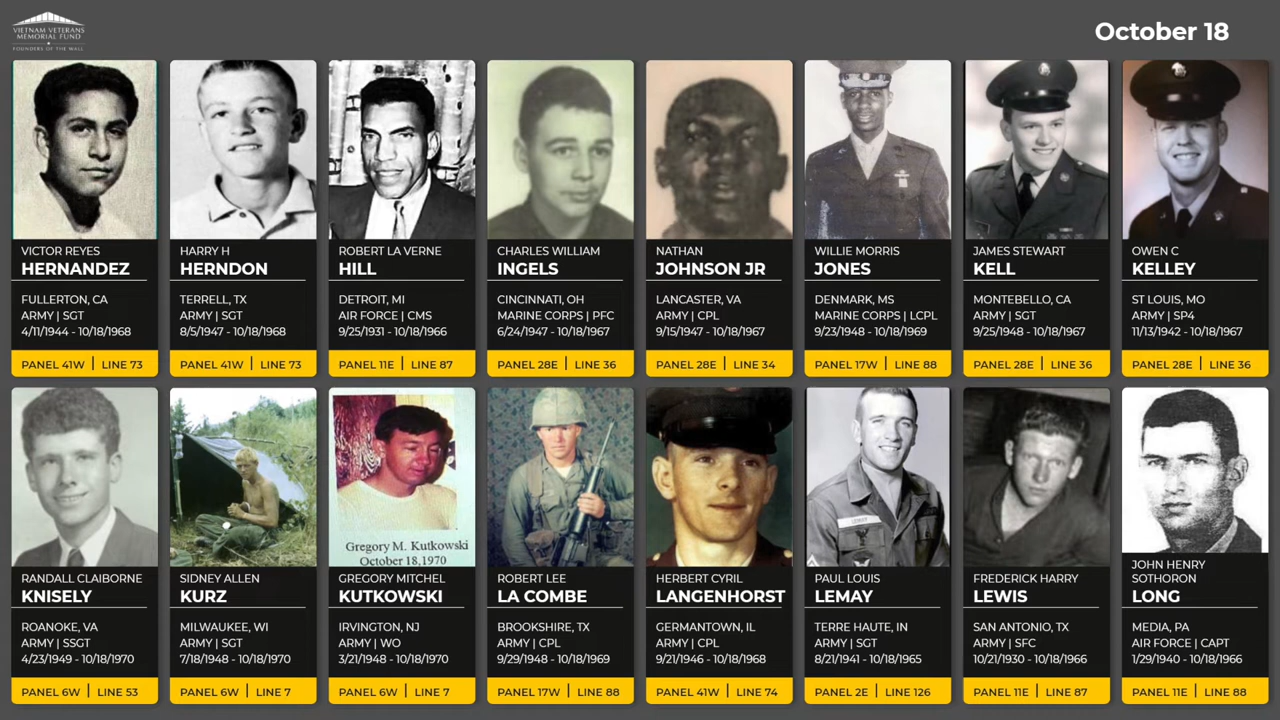 VIETNAM VETERANS
MEMORIAL FUND
FOUNDERS OF THE WALL
October 18
VICTOR REYES
HERNANDEZ
FULLERTON, CA
ARMY | SGT
4/11/1944 - 10/18/1968
PANEL 41W | LINE 73
HARRY H
HERNDON
TERRELL, TX
ARMY | SGT
8/5/1947 - 10/18/1968
PANEL 41W | LINE 73
ROBERT LA VERNE
HILL
DETROIT, MI
AIR FORCE | CMS
9/25/1931 - 10/18/1966
PANEL 11E | LINE 87
CHARLES WILLIAM
INGELS
CINCINNATI, OH
MARINE CORPS | PFC
6/24/1947 - 10/18/1967
PANEL 28E | LINE 36
NATHAN
JOHNSON JR
LANCASTER, VA
ARMY | CPL
9/15/1947 - 10/18/1967
PANEL 28E | LINE 34
WILLIE MORRIS
JONES
DENMARK, MS
MARINE CORPS | LCPL
9/23/1948 - 10/18/1969
PANEL 17W | LINE 88
JAMES STEWART
KELL
MONTEBELLO, CA
ARMY | SGT
9/25/1948 - 10/18/1967
PANEL 28E | LINE 36
OWEN C
KELLEY
ST LOUIS, MO
ARMY | SP4
11/13/1942 - 10/18/1967
PANEL 28E | LINE 36
RANDALL CLAIBORNE
KNISELY
ROANOKE, VA
ARMY | SSGT
4/23/1949 - 10/18/1970
PANEL 6W | LINE 53
SIDNEY ALLEN
KURZ
MILWAUKEE, WI
ARMY | SGT
7/18/1948 - 10/18/1970
PANEL 6W | LINE 7
Gregory M. Kutkowski
October 18,1970
GREGORY MITCHEL
KUTKOWSKI
IRVINGTON, NJ
ARMY | WO
3/21/1948 - 10/18/1970
PANEL 6W | LINE 7
ROBERT LEE
LA COMBE
BROOKSHIRE, TX
ARMY | CPL
9/29/1948 - 10/18/1969
PANEL 17W | LINE 88
HERBERT CYRIL
LANGENHORST
GERMANTOWN, IL
ARMY | CPL
9/21/1946 - 10/18/1968
PANEL 41W | LINE 74
LEMAY
PAUL LOUIS
LEMAY
TERRE HAUTE, IN
ARMY | SGT
8/21/1941 - 10/18/1965
PANEL 2E | LINE 126
FREDERICK HARRY
LEWIS
SAN ANTONIO, TX
ARMY | SFC
10/21/1930 - 10/18/1966
PANEL 11E | LINE 87
JOHN HENRY
SOTHORON
LONG
MEDIA, PA
AIR FORCE | CAPT
1/29/1940 - 10/18/1966
PANEL 11E | LINE 88